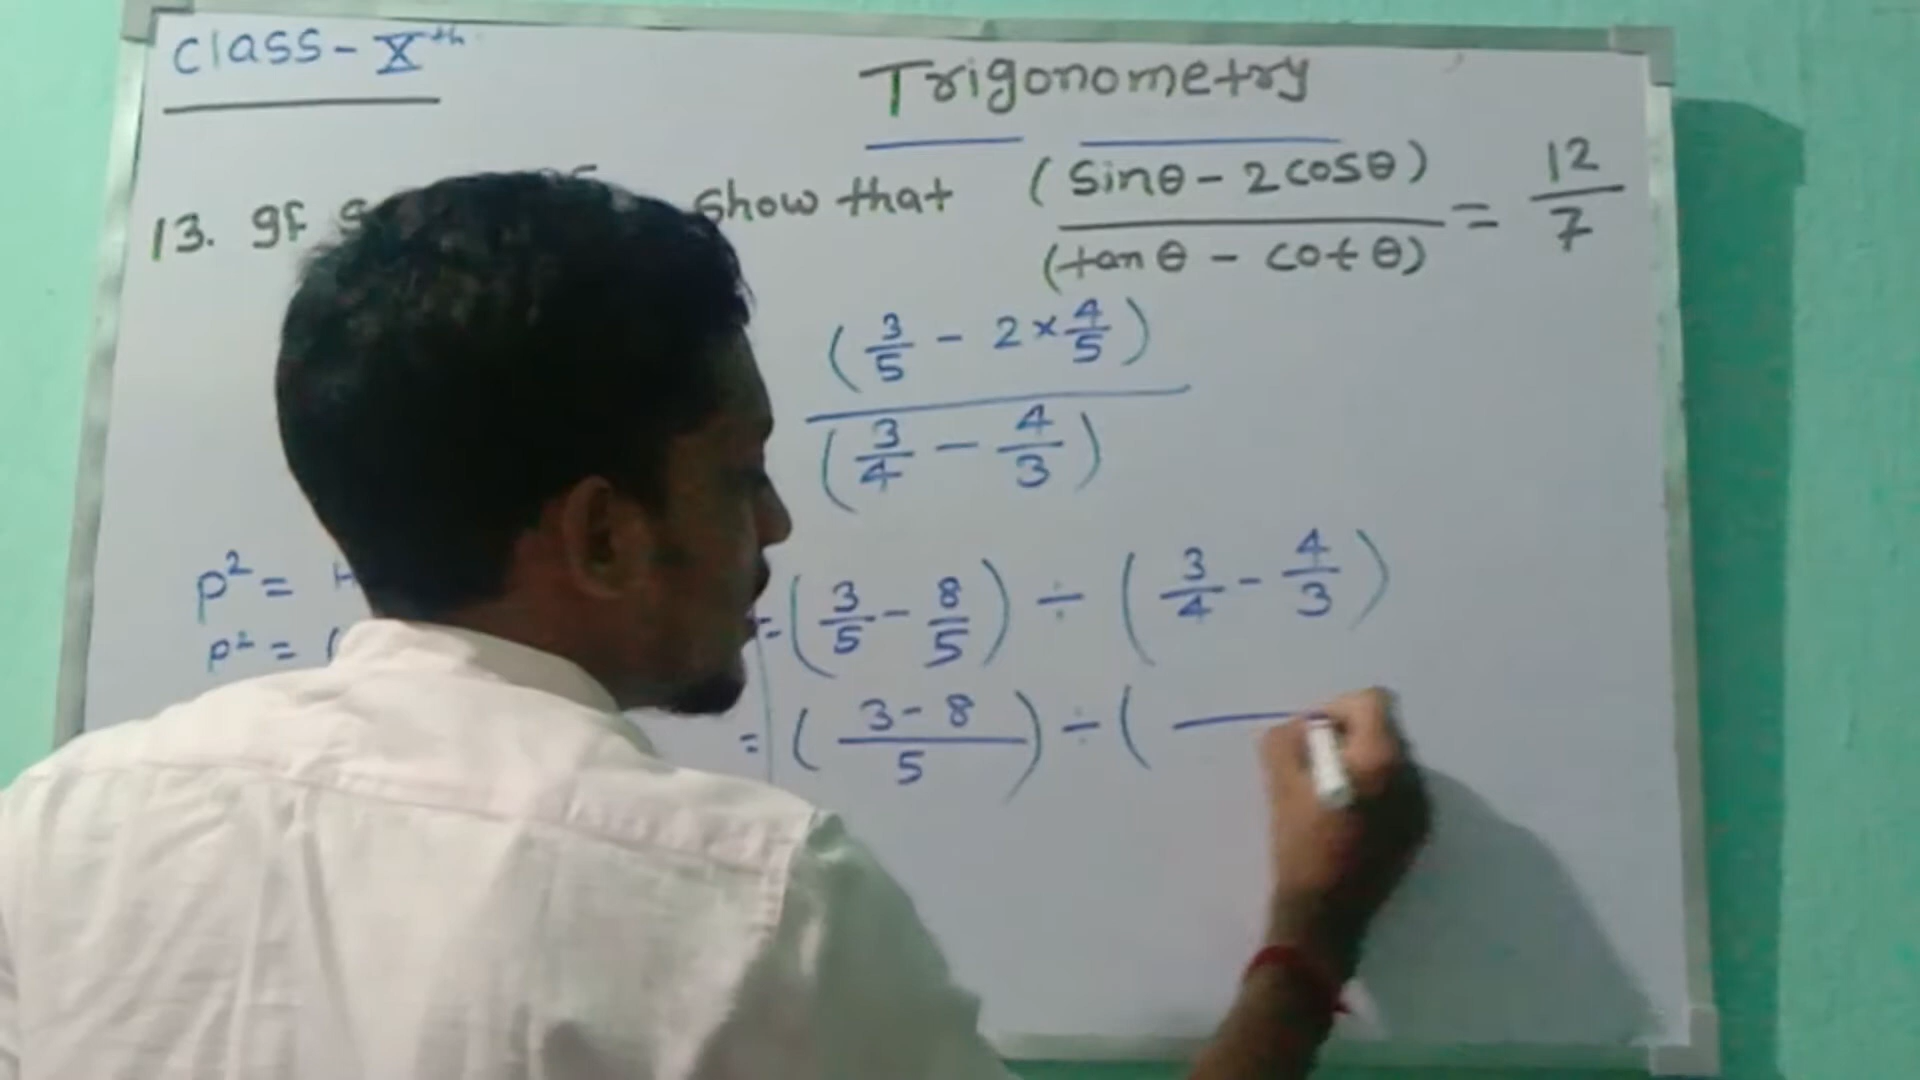 Class - Xth
Trigonometry
13. If show that (Sinθ - 2cosθ) / (tanθ - cotθ) = 12/7
(3/5 - 2×4/5)
(3/4 - 4/3)
P² =
= (3/5 - 8/5) ÷ (3/4 - 4/3)
P² = (
= (3-8/5) ÷ (